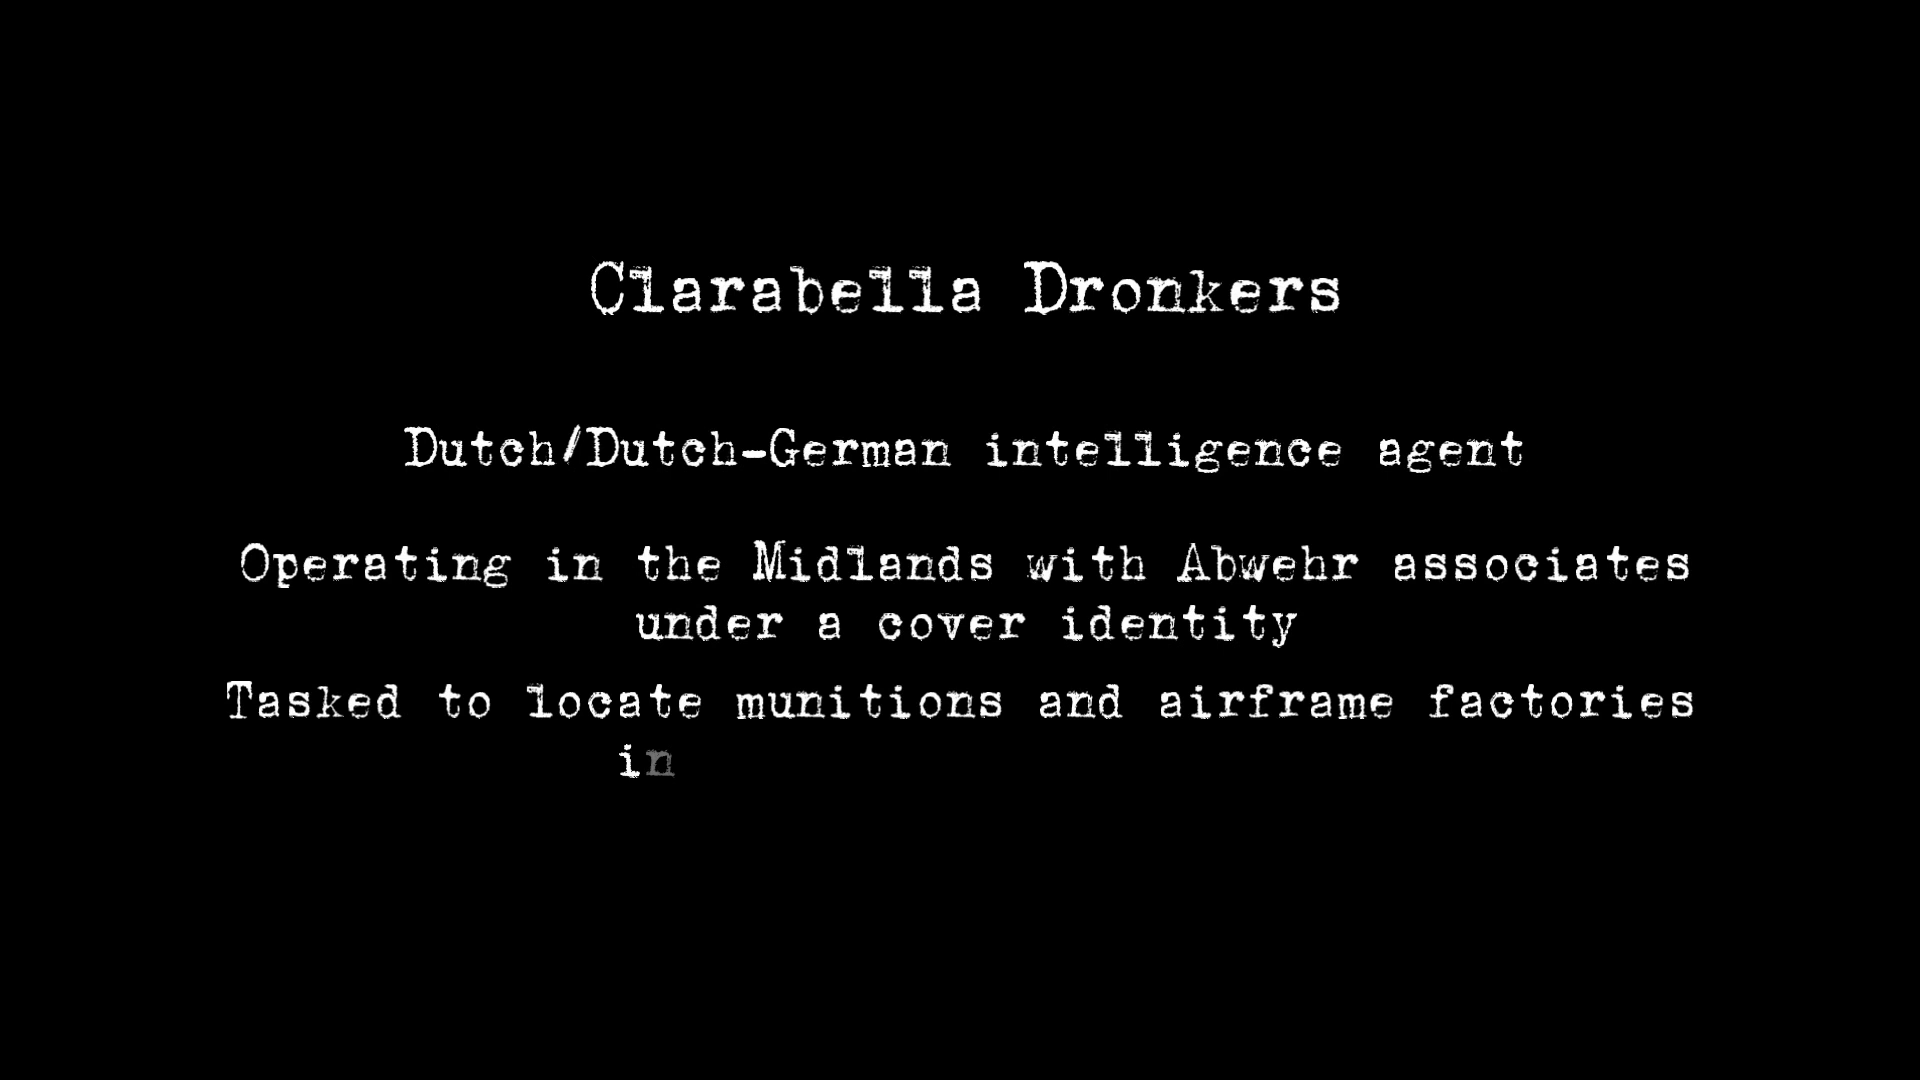 Clarabella Dronkers
Dutch/Dutch-German intelligence agent
Operating in the Midlands with Abwehr associates
under a cover identity
Tasked to locate munitions and airframe factories
in